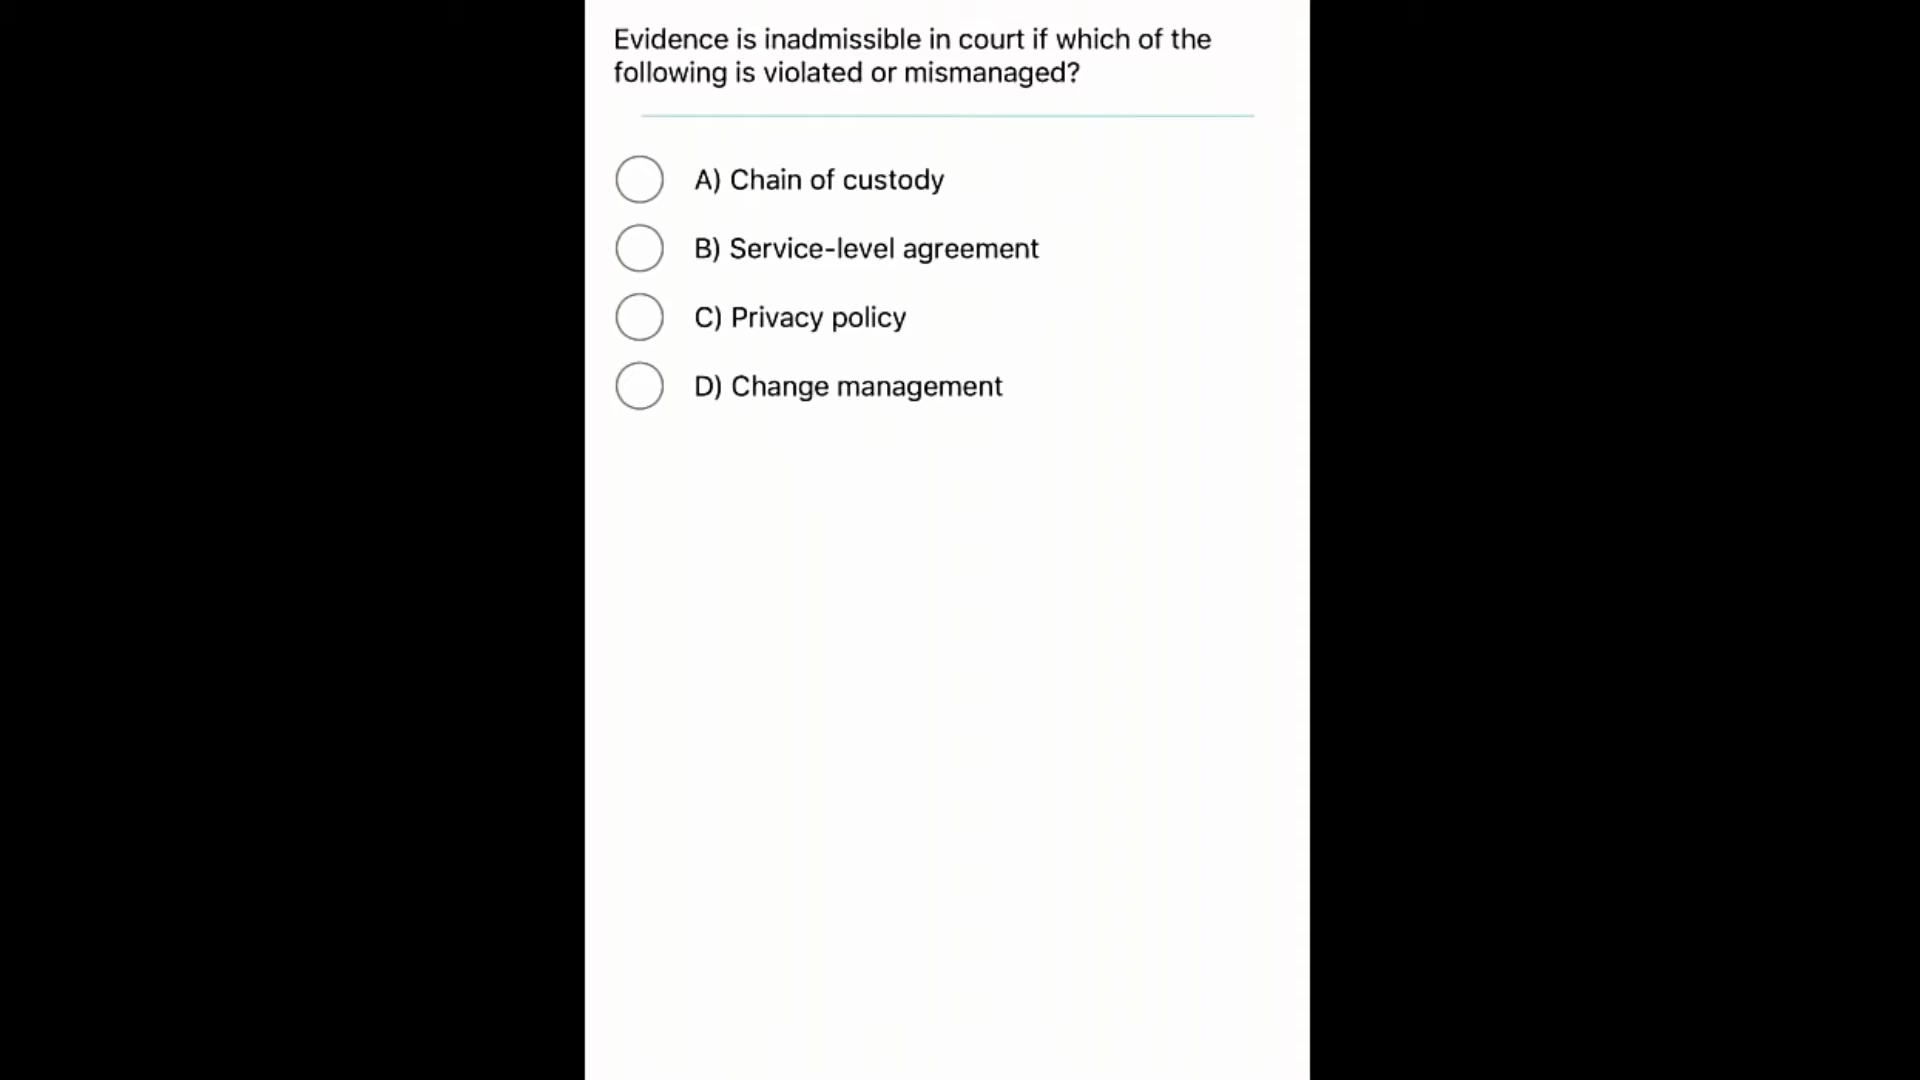 Evidence is inadmissible in court if which of the
following is violated or mismanaged?
A) Chain of custody
B) Service-level agreement
C) Privacy policy
D) Change management